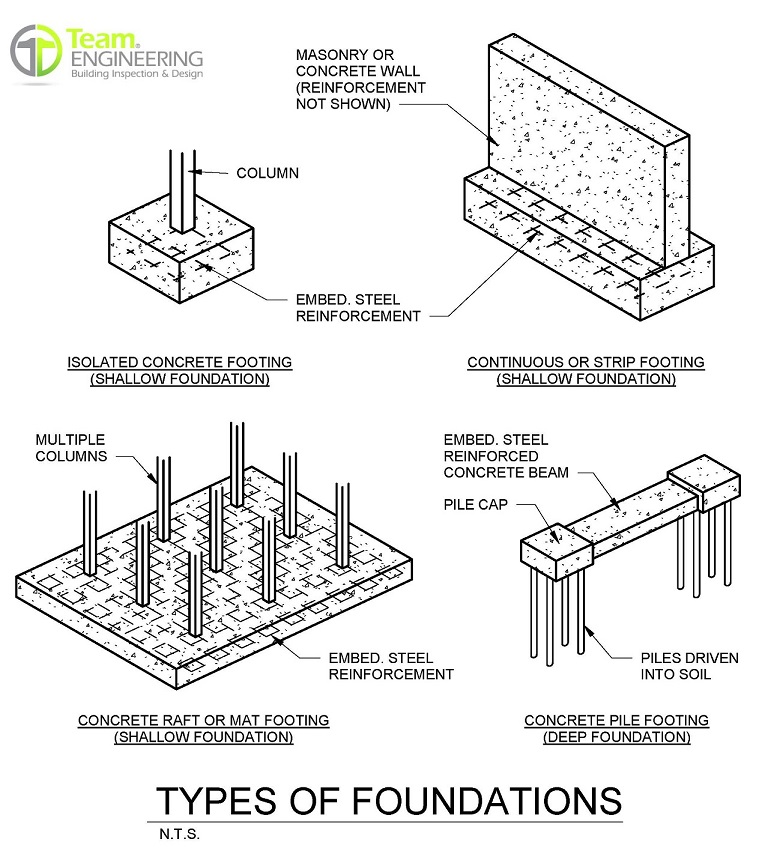 Team
ENGINEERING
Building Inspection & Design
MASONRY OR
CONCRETE WALL
(REINFORCEMENT
NOT SHOWN)
COLUMN
EMBED. STEEL
REINFORCEMENT
ISOLATED CONCRETE FOOTING
(SHALLOW FOUNDATION)
CONTINUOUS OR STRIP FOOTING
(SHALLOW FOUNDATION)
MULTIPLE
COLUMNS
EMBED. STEEL
REINFORCEMENT
CONCRETE RAFT OR MAT FOOTING
(SHALLOW FOUNDATION)
EMBED. STEEL
REINFORCED
CONCRETE BEAM
PILE CAP
PILES DRIVEN
INTO SOIL
CONCRETE PILE FOOTING
(DEEP FOUNDATION)
TYPES OF FOUNDATIONS
N.T.S.